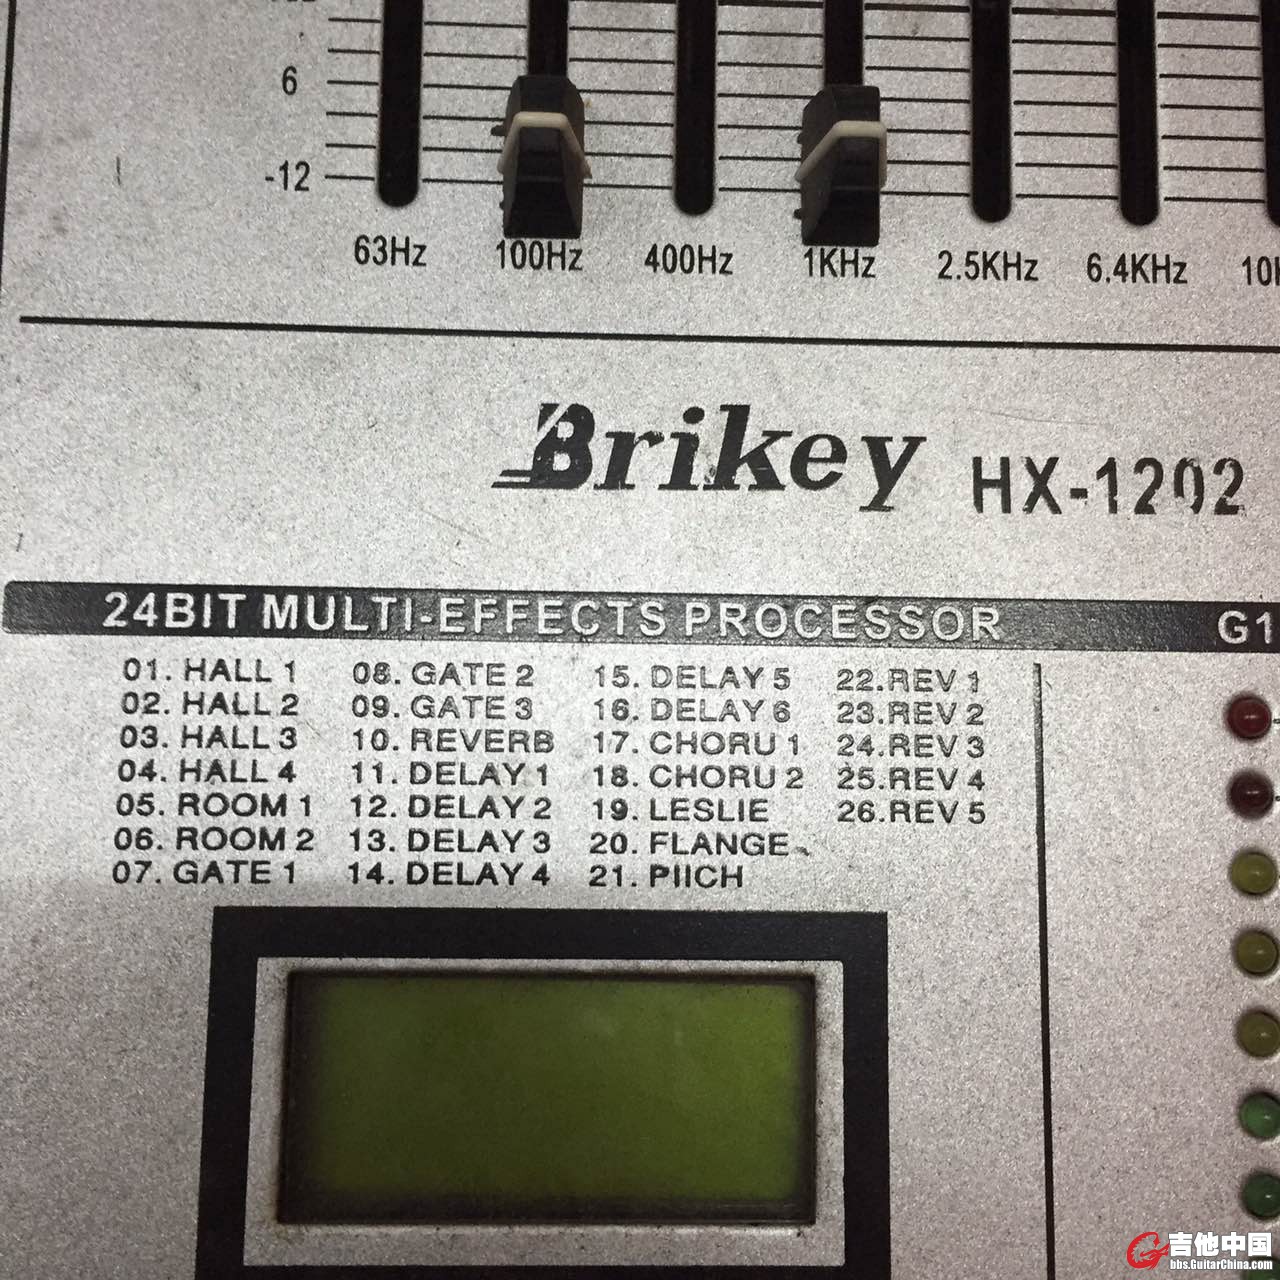 6
-12
63Hz 100Hz 400Hz 1KHz 2.5KHz 6.4KHz
Brikey HX-1202
24BIT MULTI-EFFECTS PROCESSOR G1
01. HALL 1
02. HALL 2
03. HALL 3
04. HALL 4
05. ROOM 1
06. ROOM 2
07. GATE 1
08. GATE 2
09. GATE 3
10. REVERB
11. DELAY 1
12. DELAY 2
13. DELAY 3
14. DELAY 4
15. DELAY 5
16. DELAY 6
17. CHORU 1
18. CHORU 2
19. LESLIE
20. FLANGE
21. PIICH
22.REV 1
23.REV 2
24.REV 3
25.REV 4
26.REV 5
吉他中国
bbs.GuitarChina.com